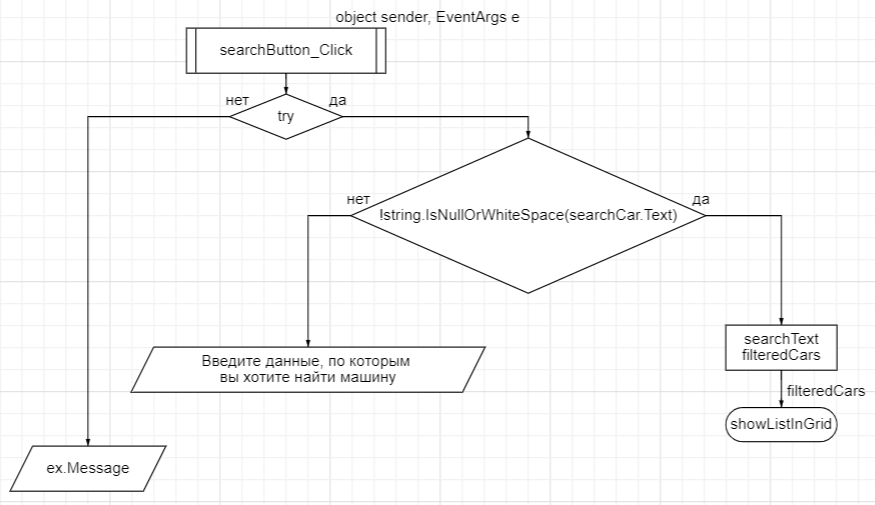 object sender, EventArgs e
searchButton_Click
нет
да
try
нет
да
!string.IsNullOrWhiteSpace(searchCar.Text)
searchText
filteredCars
Введите данные, по которым
вы хотите найти машину
filteredCars
showListInGrid
ex.Message